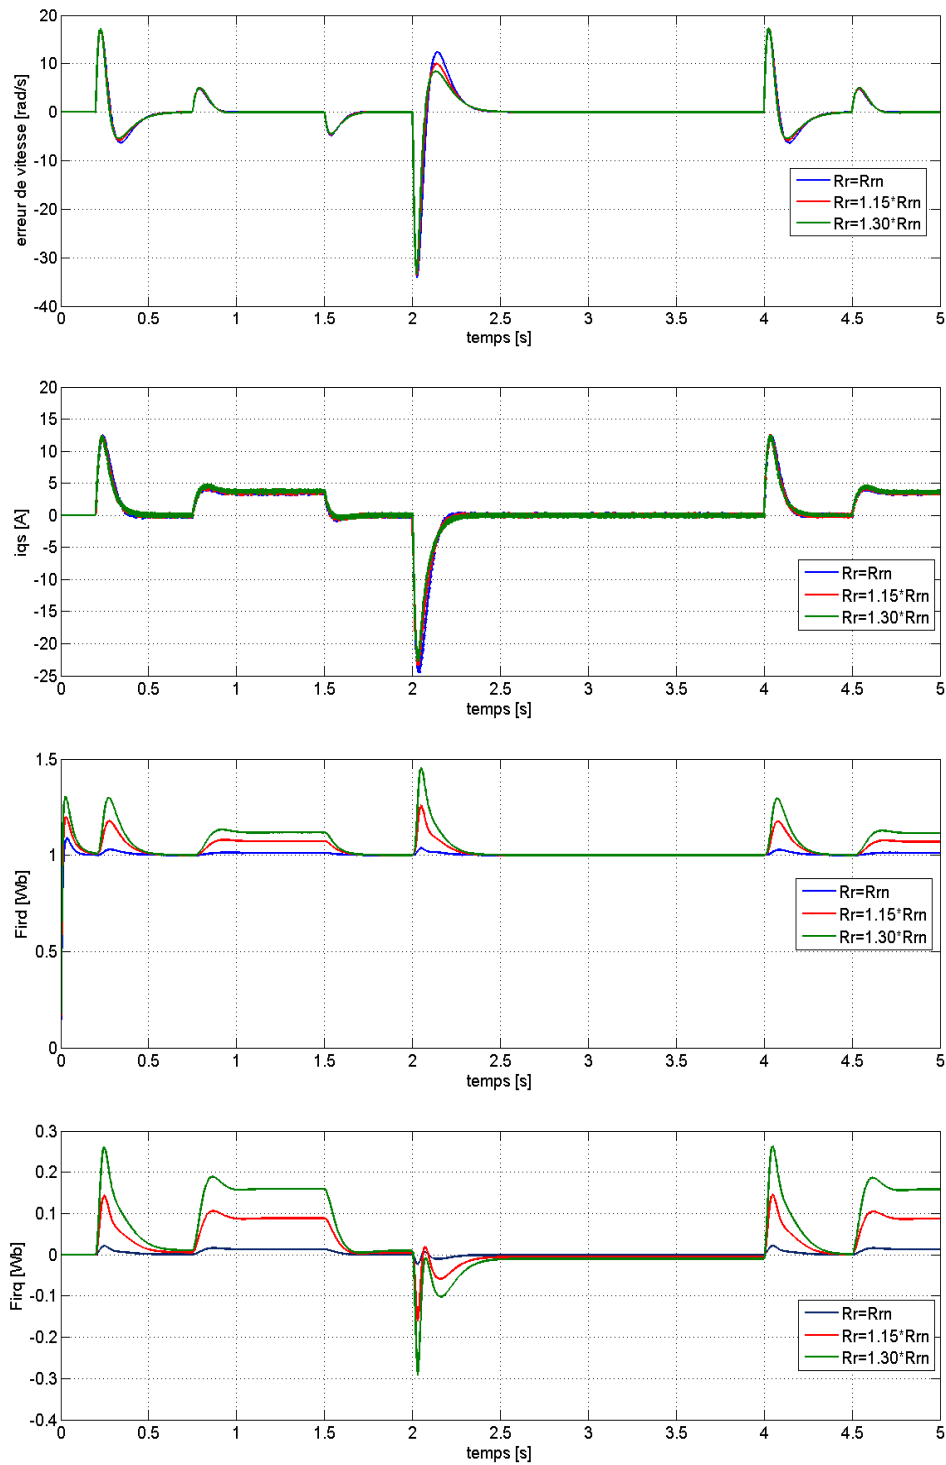 20
10
0
-10
-20
-30
-40
erreur de vitesse [rad/s]
Rr=Rrn
Rr=1.15*Rrn
Rr=1.30*Rrn
0 0.5 1 1.5 2 2.5 3 3.5 4 4.5 5
temps [s]
20
15
10
5
0
-5
-10
-15
-20
-25
iqs [A]
Rr=Rrn
Rr=1.15*Rrn
Rr=1.30*Rrn
0 0.5 1 1.5 2 2.5 3 3.5 4 4.5 5
temps [s]
1.5
1
0.5
0
Fird [Wb]
Rr=Rrn
Rr=1.15*Rrn
Rr=1.30*Rrn
0 0.5 1 1.5 2 2.5 3 3.5 4 4.5 5
temps [s]
0.3
0.2
0.1
0
-0.1
-0.2
-0.3
-0.4
Firq [Wb]
Rr=Rrn
Rr=1.15*Rrn
Rr=1.30*Rrn
0 0.5 1 1.5 2 2.5 3 3.5 4 4.5 5
temps [s]